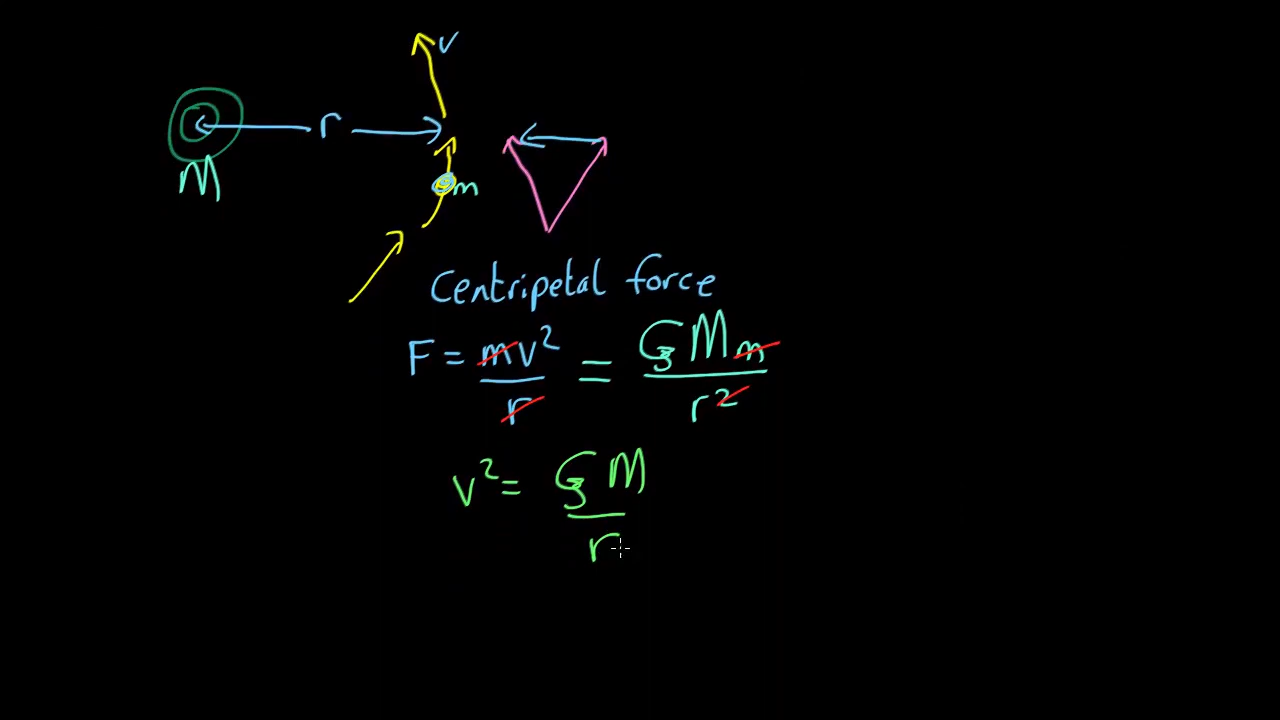 v
r
M
m
Centripetal force
F = mv²/r = GMm/r²
v² = GM/r